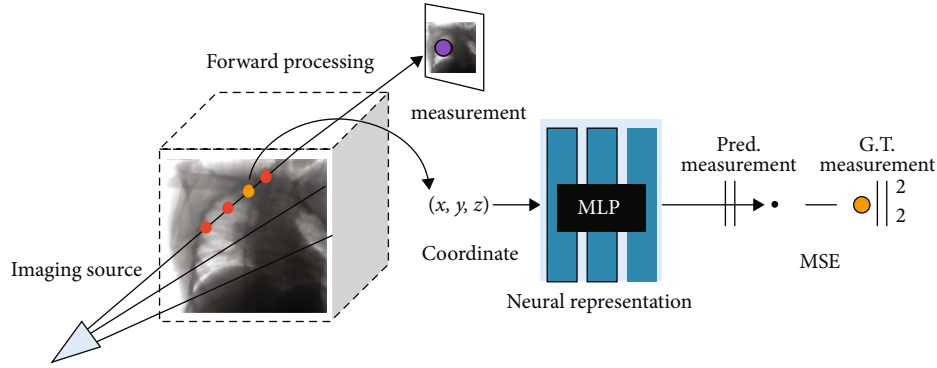 Forward processing
measurement
Imaging source
(x, y, z)
Coordinate
MLP
Neural representation
Pred.
measurement
G.T.
measurement
2
2
MSE